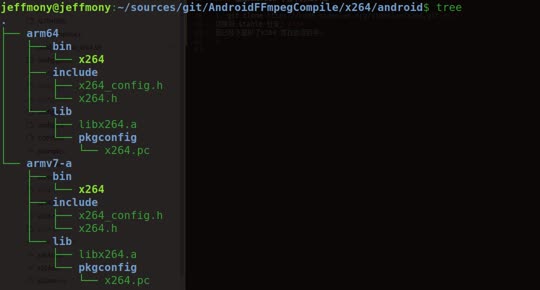 jeffmony@jeffmony:~/sources/git/AndroidFFmpegCompile/x264/android$ tree
.
├── arm64
│   ├── bin
│   │   └── x264
│   ├── include
│   │   ├── x264_config.h
│   │   └── x264.h
│   └── lib
│       ├── libx264.a
│       └── pkgconfig
│           └── x264.pc
└── armv7-a
    ├── bin
    │   └── x264
    ├── include
    │   ├── x264_config.h
    │   └── x264.h
    └── lib
        ├── libx264.a
        └── pkgconfig
            └── x264.pc